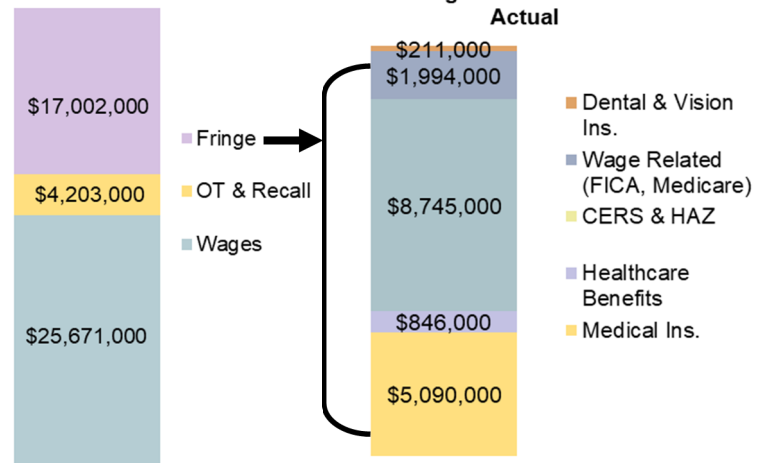 Actual
$17,002,000
$4,203,000
$25,671,000
Fringe
OT & Recall
Wages
$211,000
$1,994,000
$8,745,000
$846,000
$5,090,000
Dental & Vision
Ins.
Wage Related
(FICA, Medicare)
CERS & HAZ
Healthcare
Benefits
Medical Ins.